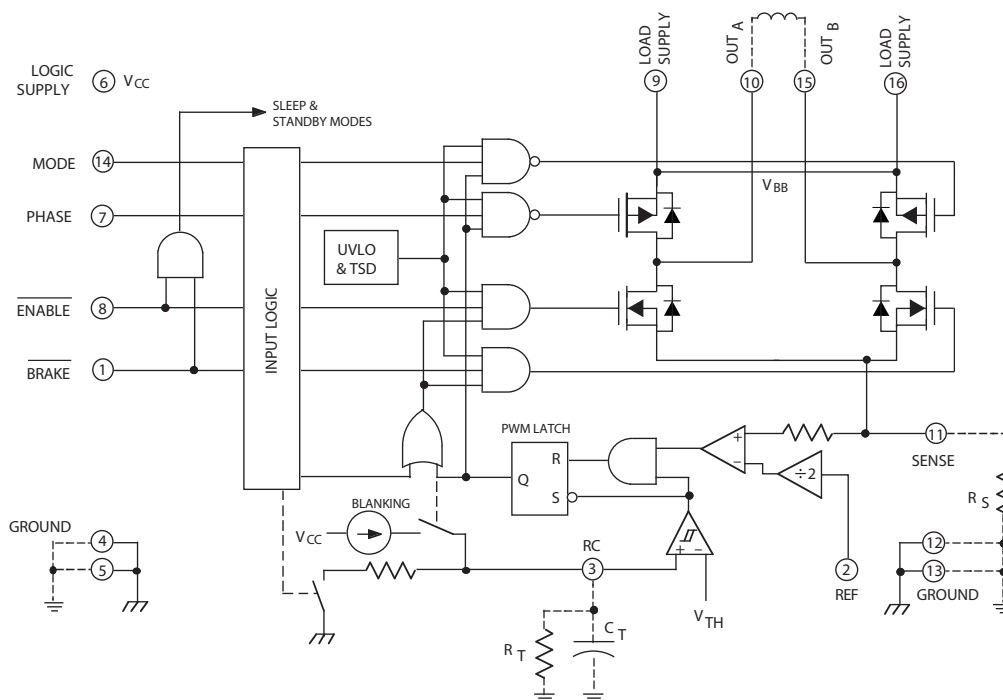 LOAD
SUPPLY
9
OUT A
10
OUT B
15
LOAD
SUPPLY
16
LOGIC
SUPPLY
6
VCC
SLEEP &
STANDBY MODES
MODE
14
PHASE
7
ENABLE
8
BRAKE
1
INPUT LOGIC
UVLO
& TSD
VBB
PWM LATCH
R
Q
S
+
−
÷2
11
SENSE
RS
BLANKING
VCC
GROUND
4
5
RC
3
+ −
VTH
2
REF
12
13
GROUND
RT
CT